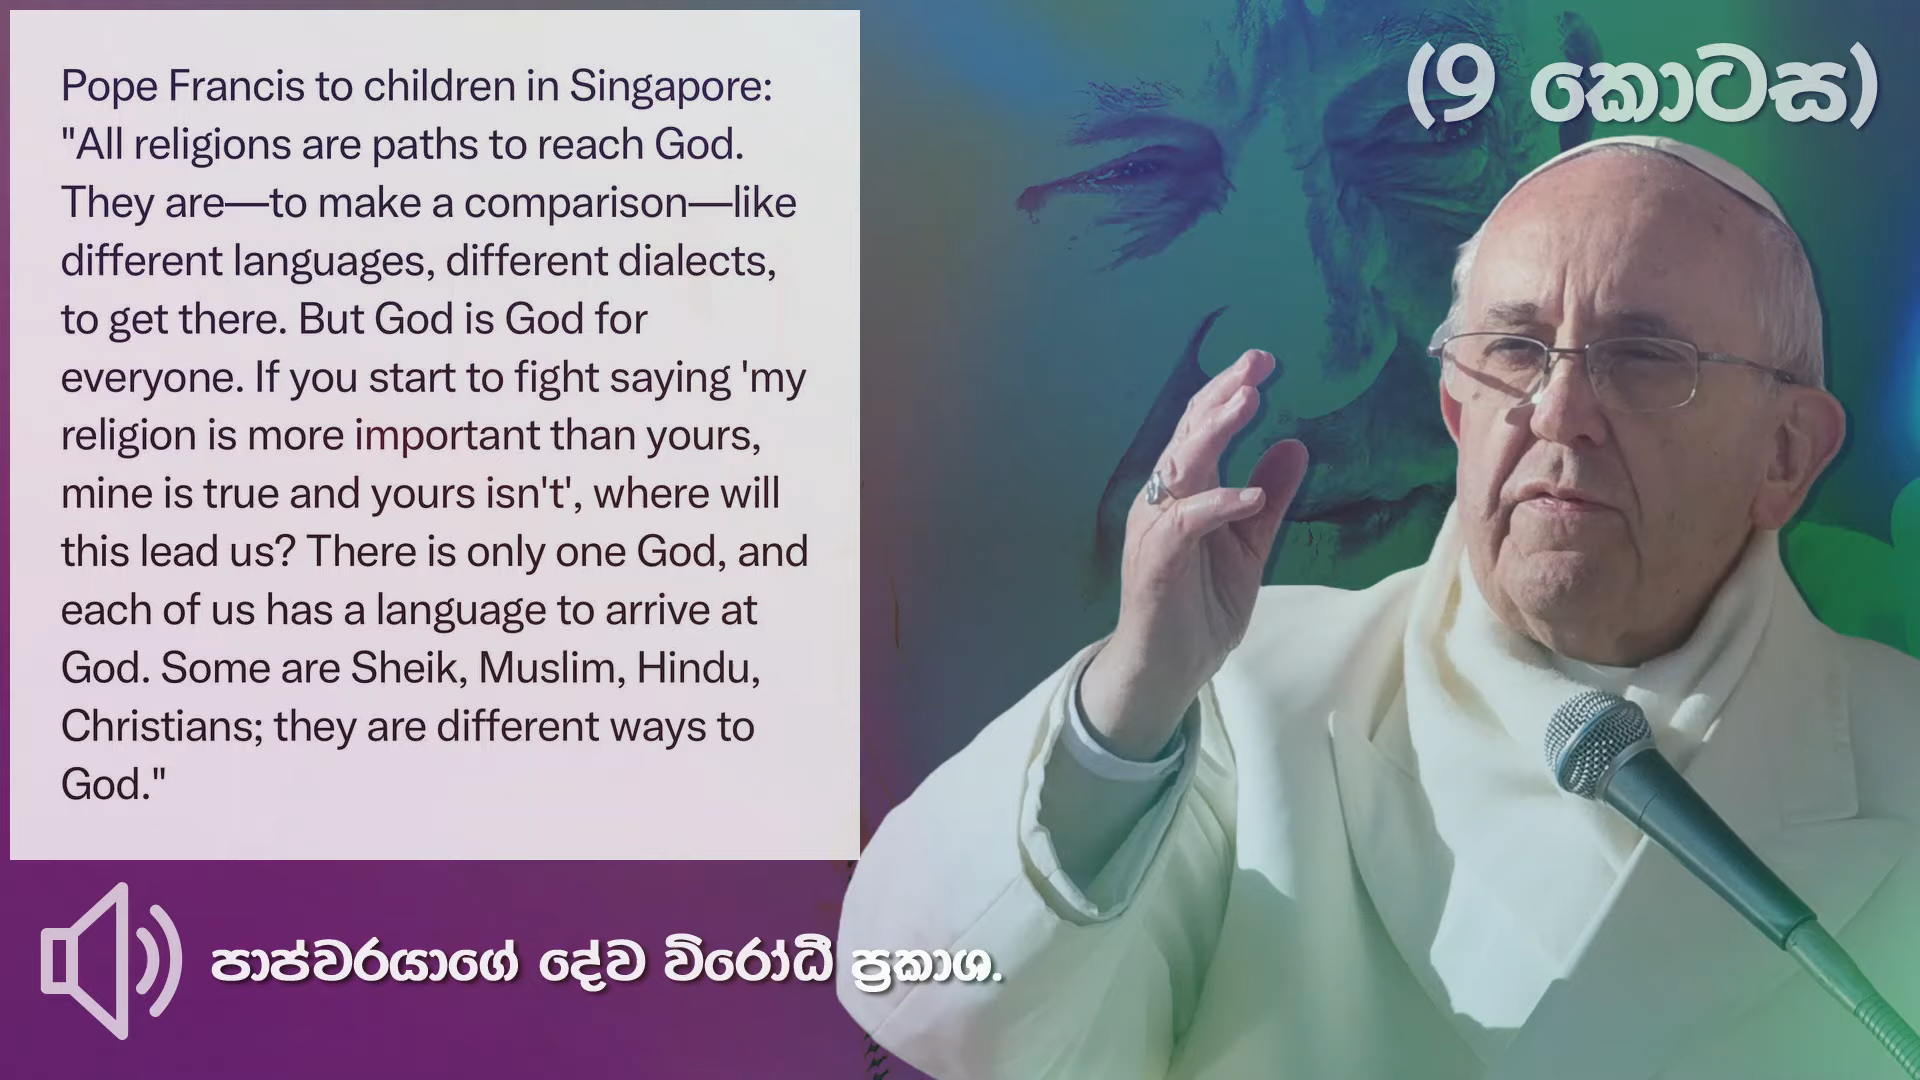 Pope Francis to children in Singapore:
"All religions are paths to reach God.
They are—to make a comparison—like
different languages, different dialects,
to get there. But God is God for
everyone. If you start to fight saying 'my
religion is more important than yours,
mine is true and yours isn't', where will
this lead us? There is only one God, and
each of us has a language to arrive at
God. Some are Sheik, Muslim, Hindu,
Christians; they are different ways to
God."
(9 කොටස)
පාප්වරයාගේ දේව විරෝධී ප්‍රකාශ.